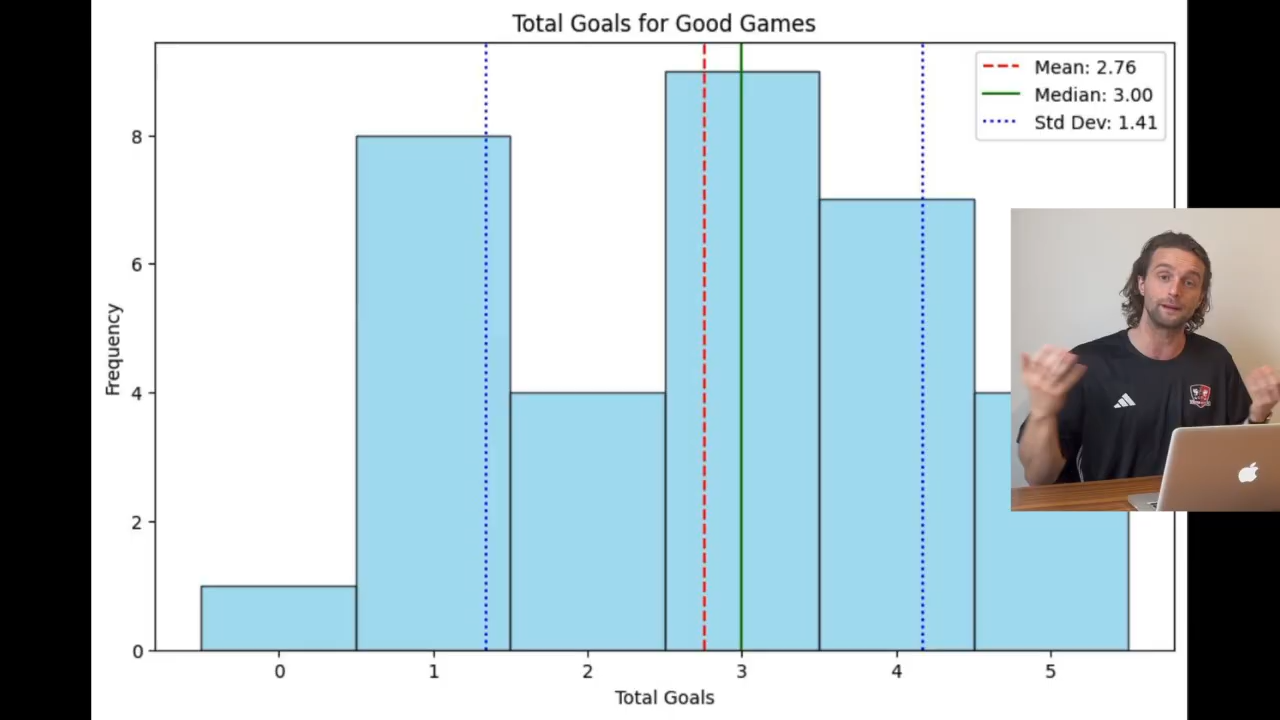 Total Goals for Good Games
Mean: 2.76
Median: 3.00
Std Dev: 1.41
8
6
4
2
0
Frequency
0 1 2 3 4 5
Total Goals